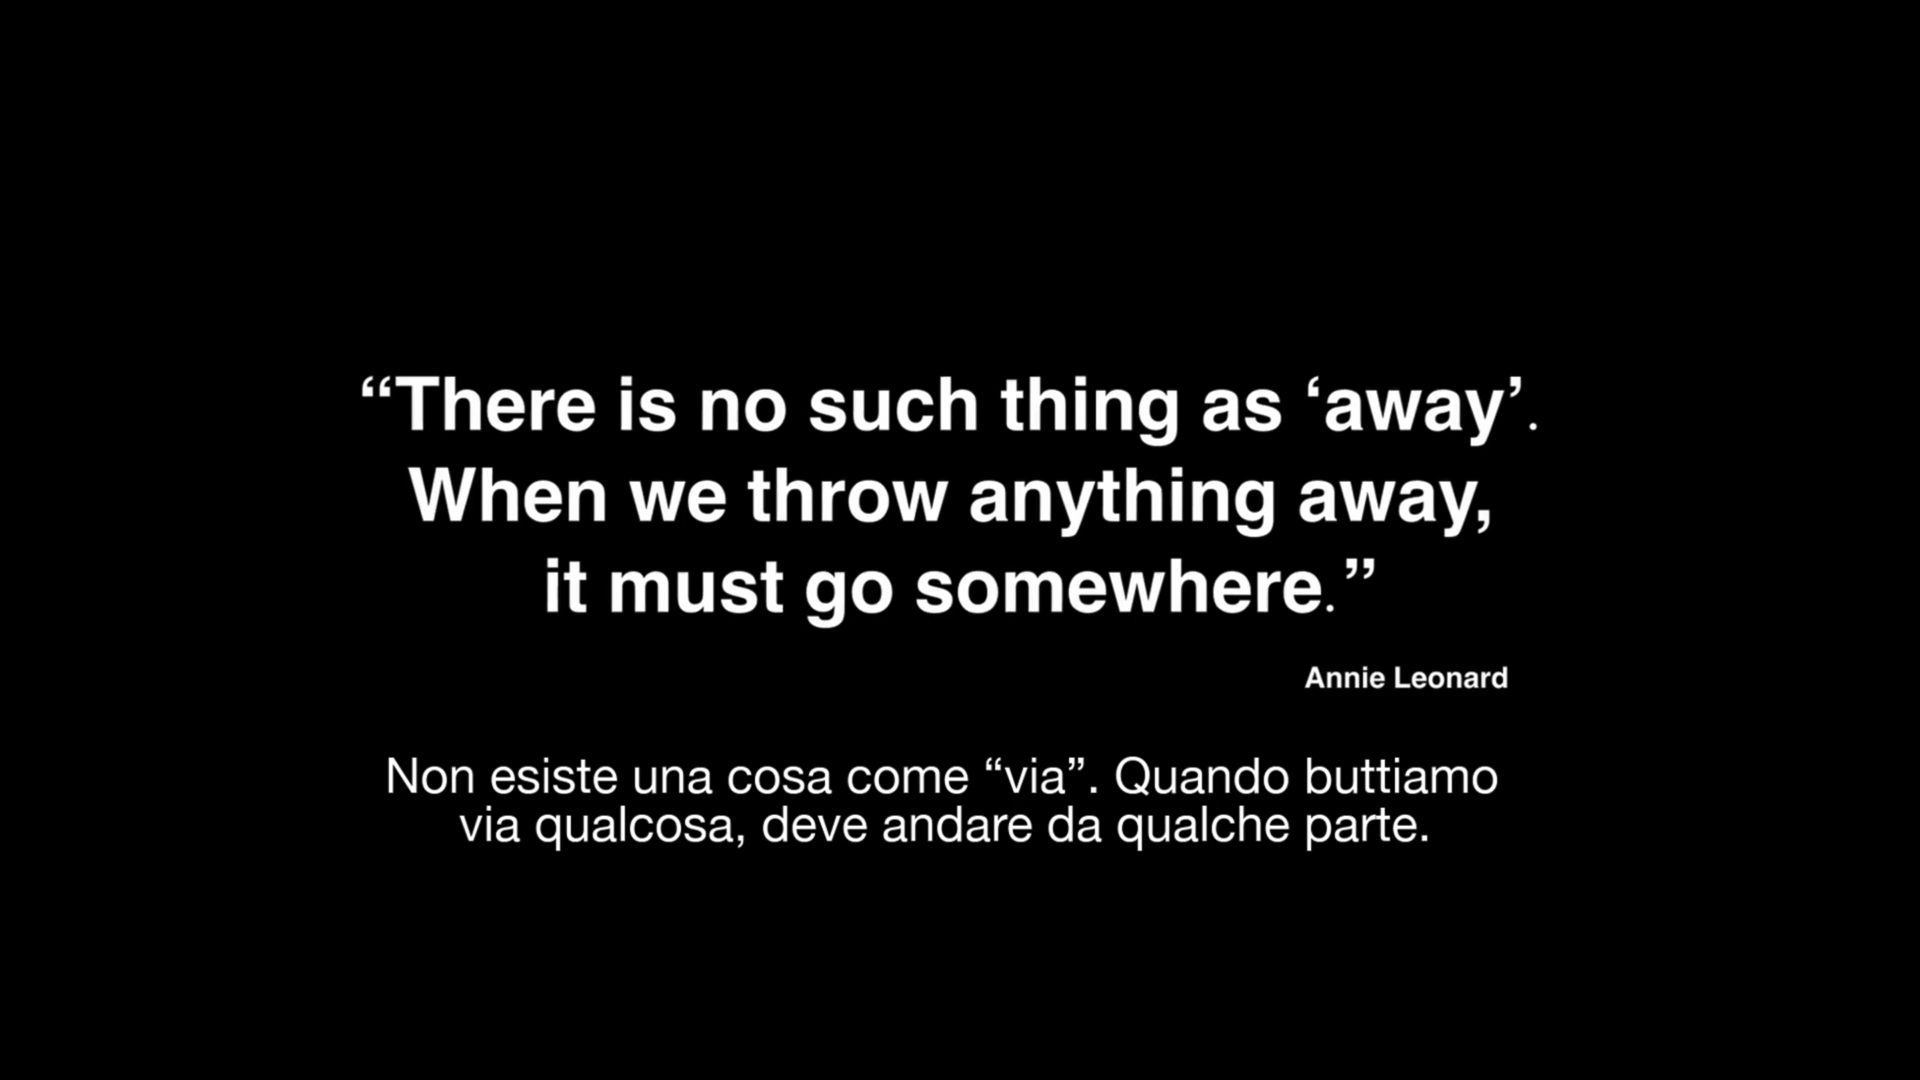 “There is no such thing as ‘away’.
When we throw anything away,
it must go somewhere.”
Annie Leonard
Non esiste una cosa come “via”. Quando buttiamo
via qualcosa, deve andare da qualche parte.